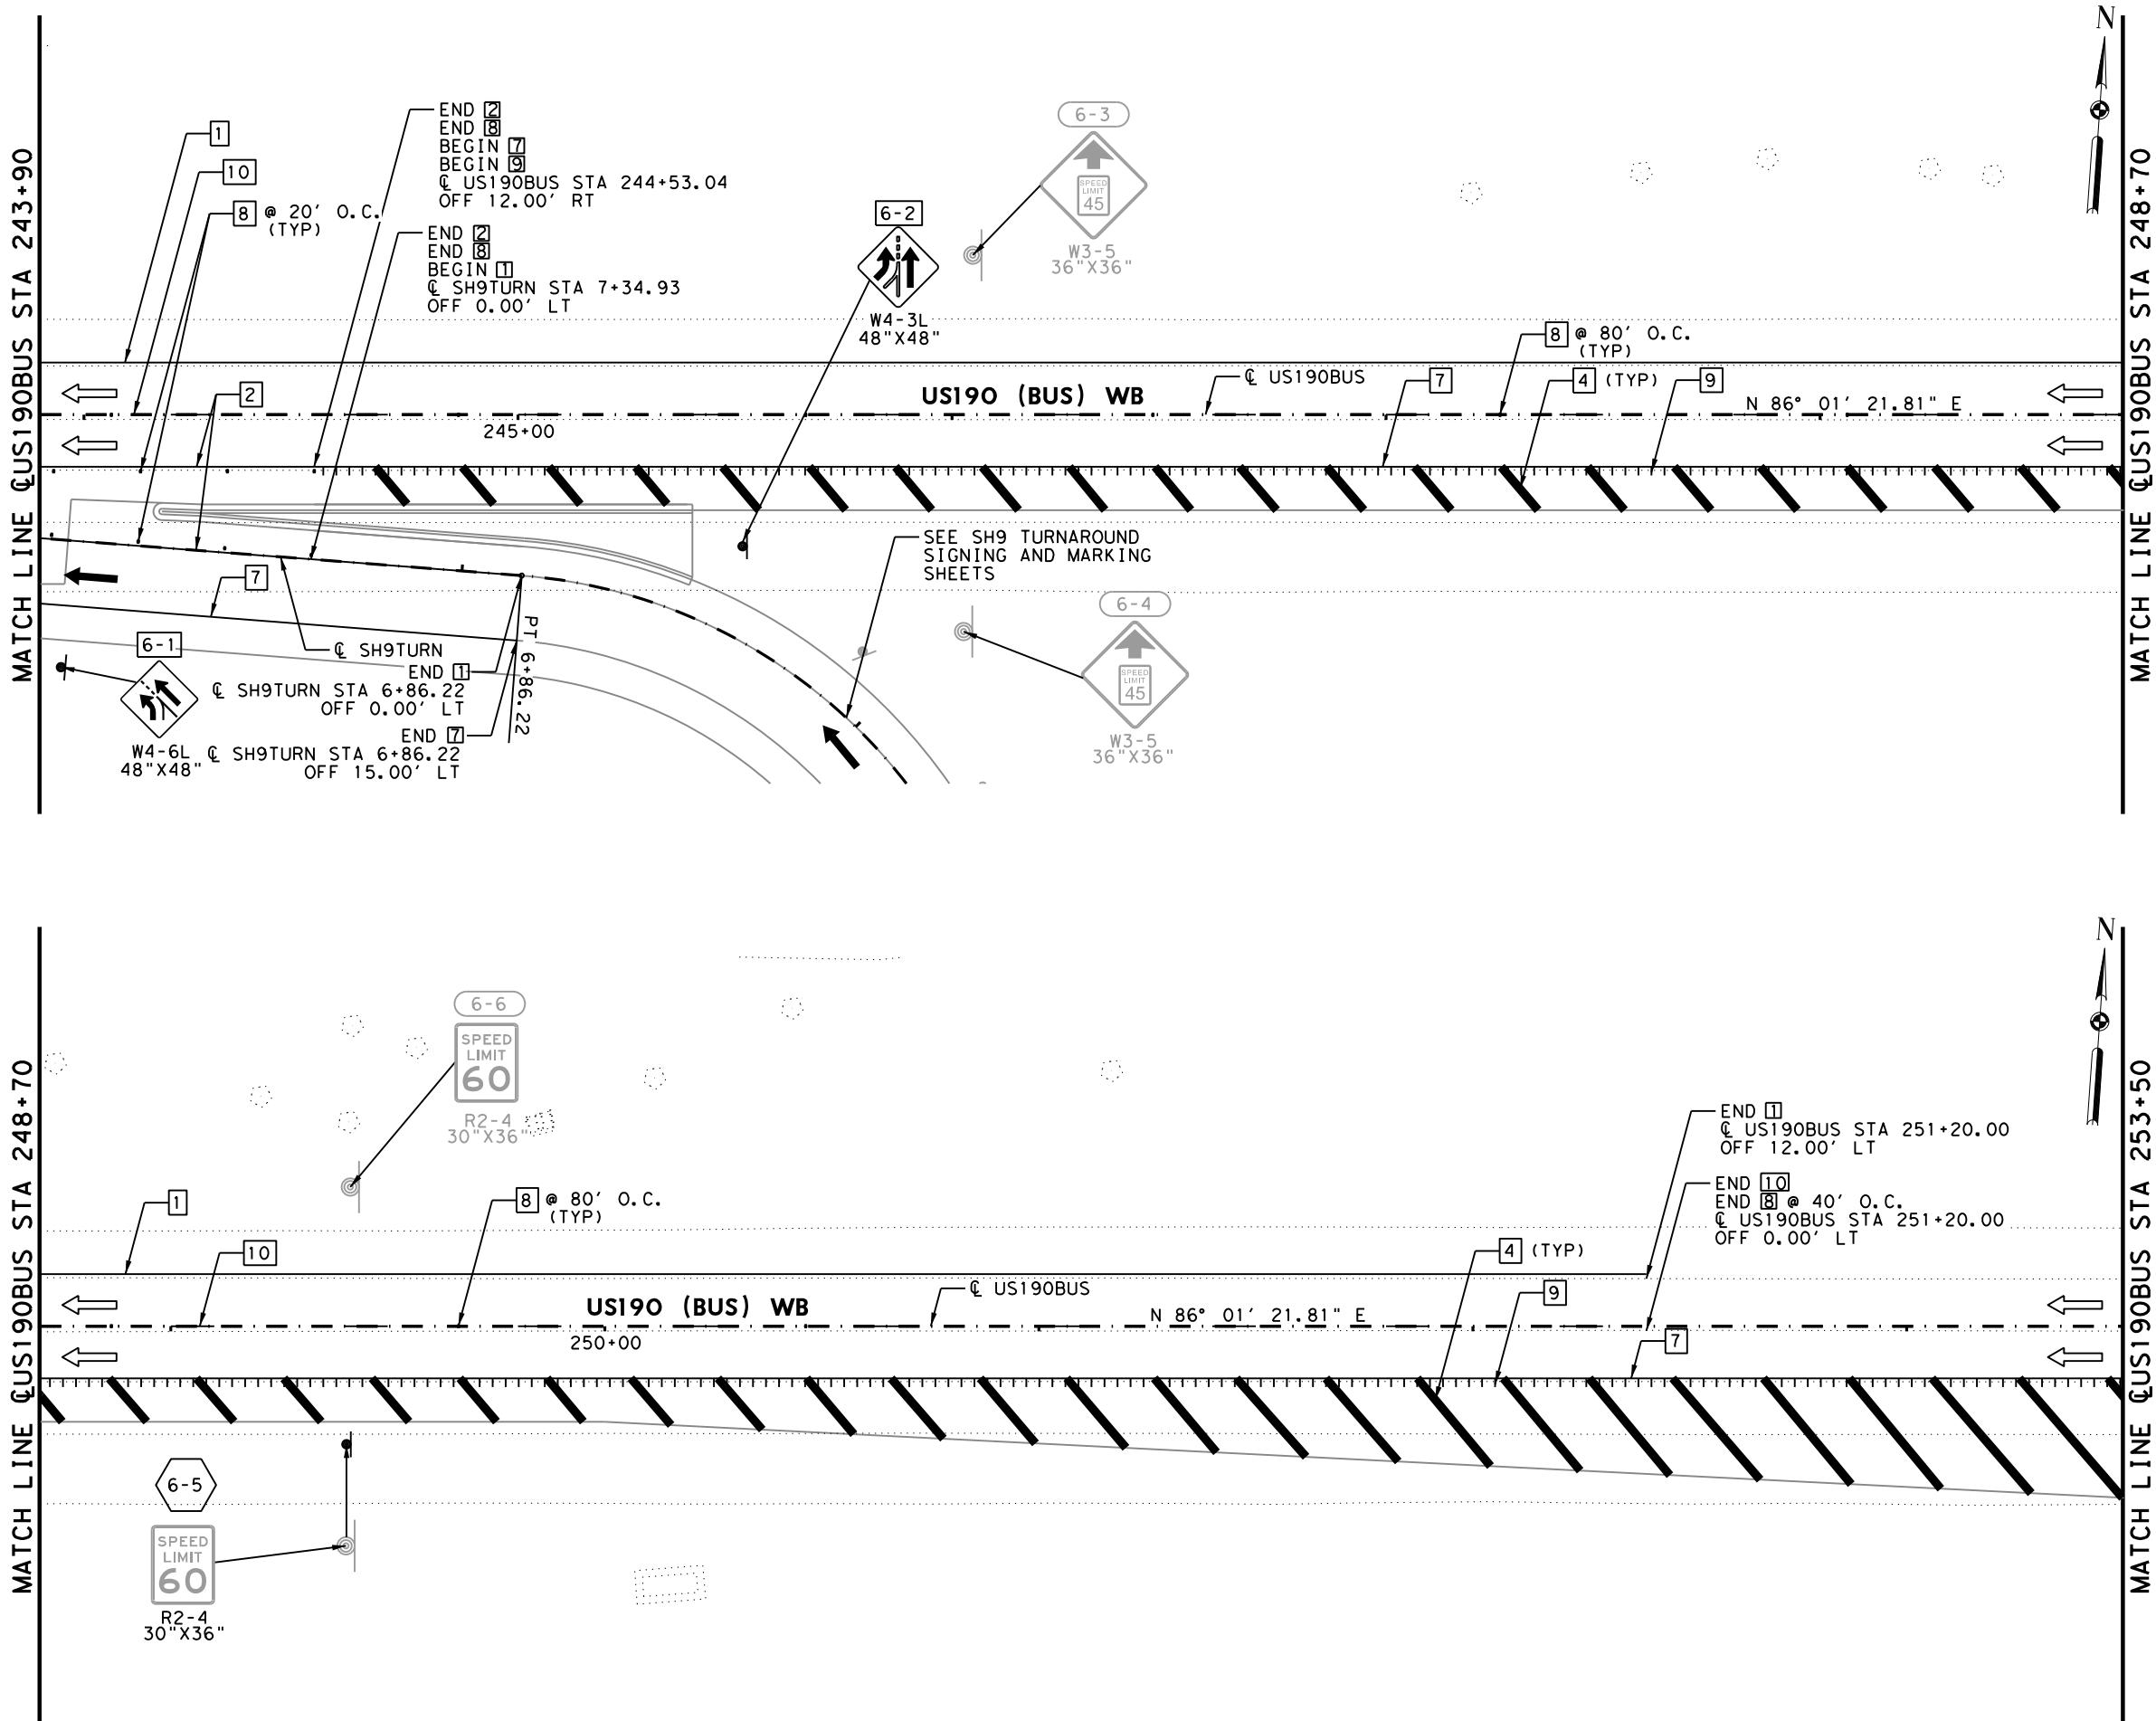 MATCH LINE ℄US190BUS STA 243+90
1
10
8 @ 20' O.C.
(TYP)
2
END 2
END 8
BEGIN 7
BEGIN 9
℄ US190BUS STA 244+53.04
OFF 12.00' RT
END 2
END 8
BEGIN 1
℄ SH9TURN STA 7+34.93
OFF 0.00' LT
6-2
W4-3L
48"X48"
6-3
SPEED
LIMIT
45
W3-5
36"X36"
N
8 @ 80' O.C.
(TYP)
℄ US190BUS
7
4 (TYP)
9
US190 (BUS) WB
N 86° 01' 21.81" E
245+00
SEE SH9 TURNAROUND
SIGNING AND MARKING
SHEETS
7
6-1
W4-6L
48"X48"
℄ SH9TURN
END 1
℄ SH9TURN STA 6+86.22
OFF 0.00' LT
END 7
℄ SH9TURN STA 6+86.22
OFF 15.00' LT
PT 6+86.22
6-4
SPEED
LIMIT
45
W3-5
36"X36"
MATCH LINE ℄US190BUS STA 248+70
MATCH LINE ℄US190BUS STA 248+70
6-6
SPEED
LIMIT
60
R2-4
30"X36"
N
1
10
8 @ 80' O.C.
(TYP)
END 1
℄ US190BUS STA 251+20.00
OFF 12.00' LT
END 10
END 8 @ 40' O.C.
℄ US190BUS STA 251+20.00
OFF 0.00' LT
4 (TYP)
9
7
US190 (BUS) WB
℄ US190BUS
N 86° 01' 21.81" E
250+00
6-5
SPEED
LIMIT
60
R2-4
30"X36"
MATCH LINE ℄US190BUS STA 253+50